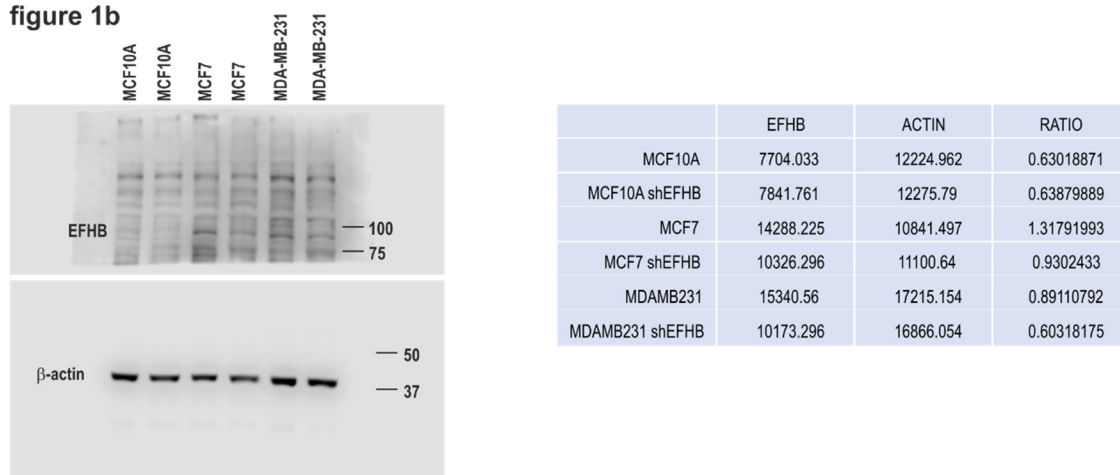 figure 1b
MCF10A
MCF10A
MCF7
MCF7
MDA-MB-231
MDA-MB-231
EFHB
100
75
β-actin
50
37
EFHB ACTIN RATIO
MCF10A 7704.033 12224.962 0.63018871
MCF10A shEFHB 7841.761 12275.79 0.63879889
MCF7 14288.225 10841.497 1.31791993
MCF7 shEFHB 10326.296 11100.64 0.9302433
MDAMB231 15340.56 17215.154 0.89110792
MDAMB231 shEFHB 10173.296 16866.054 0.60318175